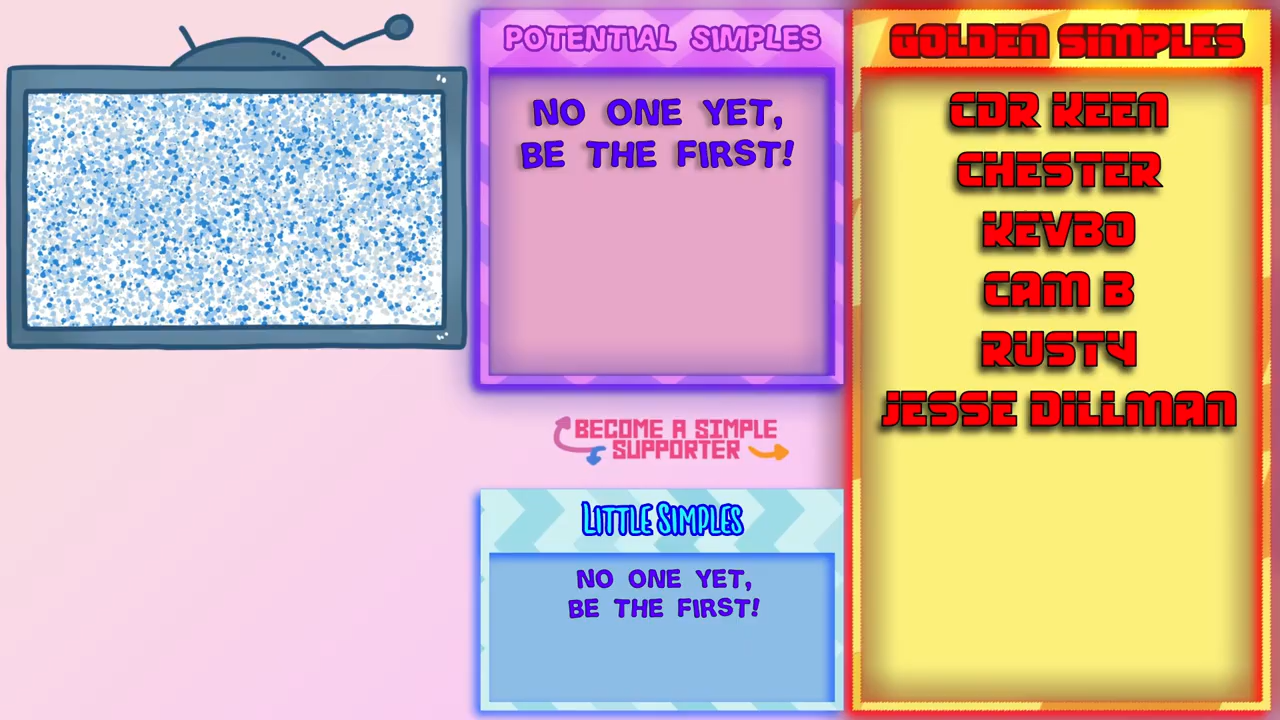 POTENTIAL SIMPLES
NO ONE YET,
BE THE FIRST!
BECOME A SIMPLE
SUPPORTER
LITTLE SIMPLES
NO ONE YET,
BE THE FIRST!
GOLDEN SIMPLES
CDR KEEN
CHESTER
KEVBO
CAM B
RUSTY
JESSE DILLMAN